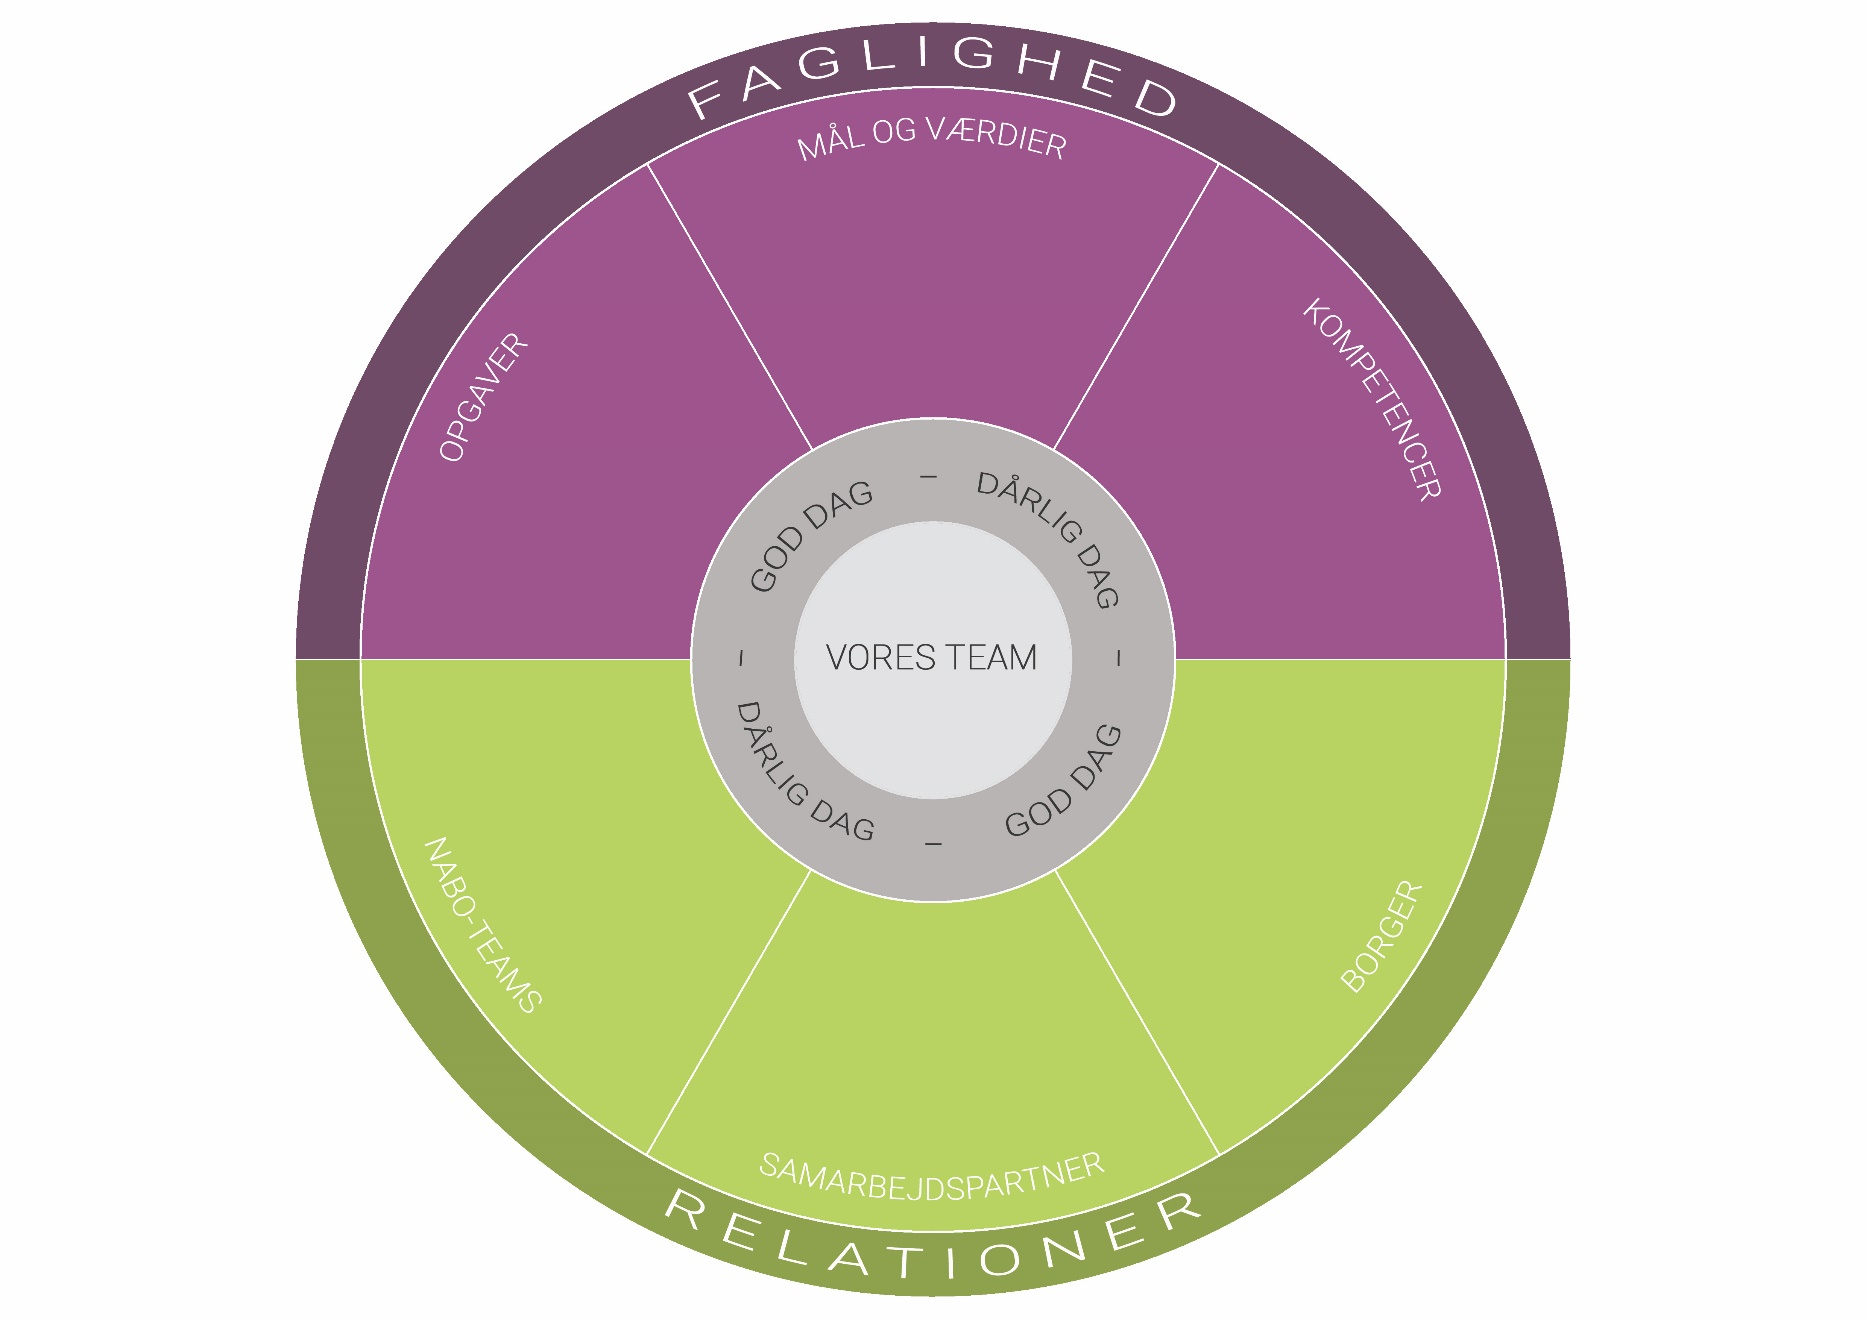 FAGLIGHED
MÅL OG VÆRDIER
OPGAVER
KOMPETENCER
GOD DAG – DÅRLIG DAG – GOD DAG – DÅRLIG DAG –
VORES TEAM
NABO-TEAMS
BORGER
SAMARBEJDSPARTNER
RELATIONER